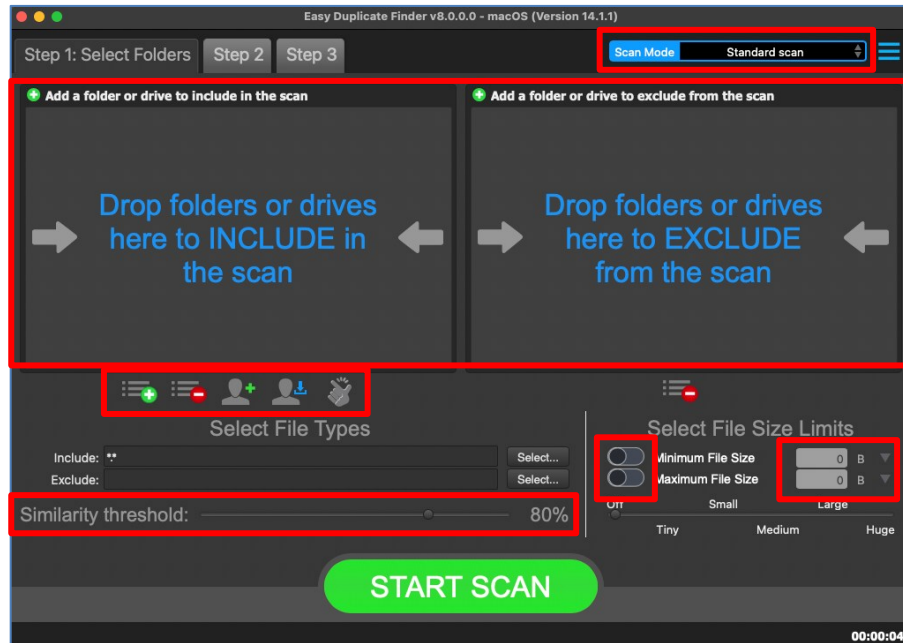 Easy Duplicate Finder v8.0.0.0 - macOS (Version 14.1.1)
Step 1: Select Folders Step 2 Step 3 Scan Mode Standard scan
Add a folder or drive to include in the scan Add a folder or drive to exclude from the scan
Drop folders or drives Drop folders or drives
here to INCLUDE in here to EXCLUDE
the scan from the scan
Select File Types Select File Size Limits
Include: *.* Select... Minimum File Size 0 B
Exclude: Select... Maximum File Size 0 B
Similarity threshold: 80% Off Small Large
Tiny Medium Huge
START SCAN
00:00:04